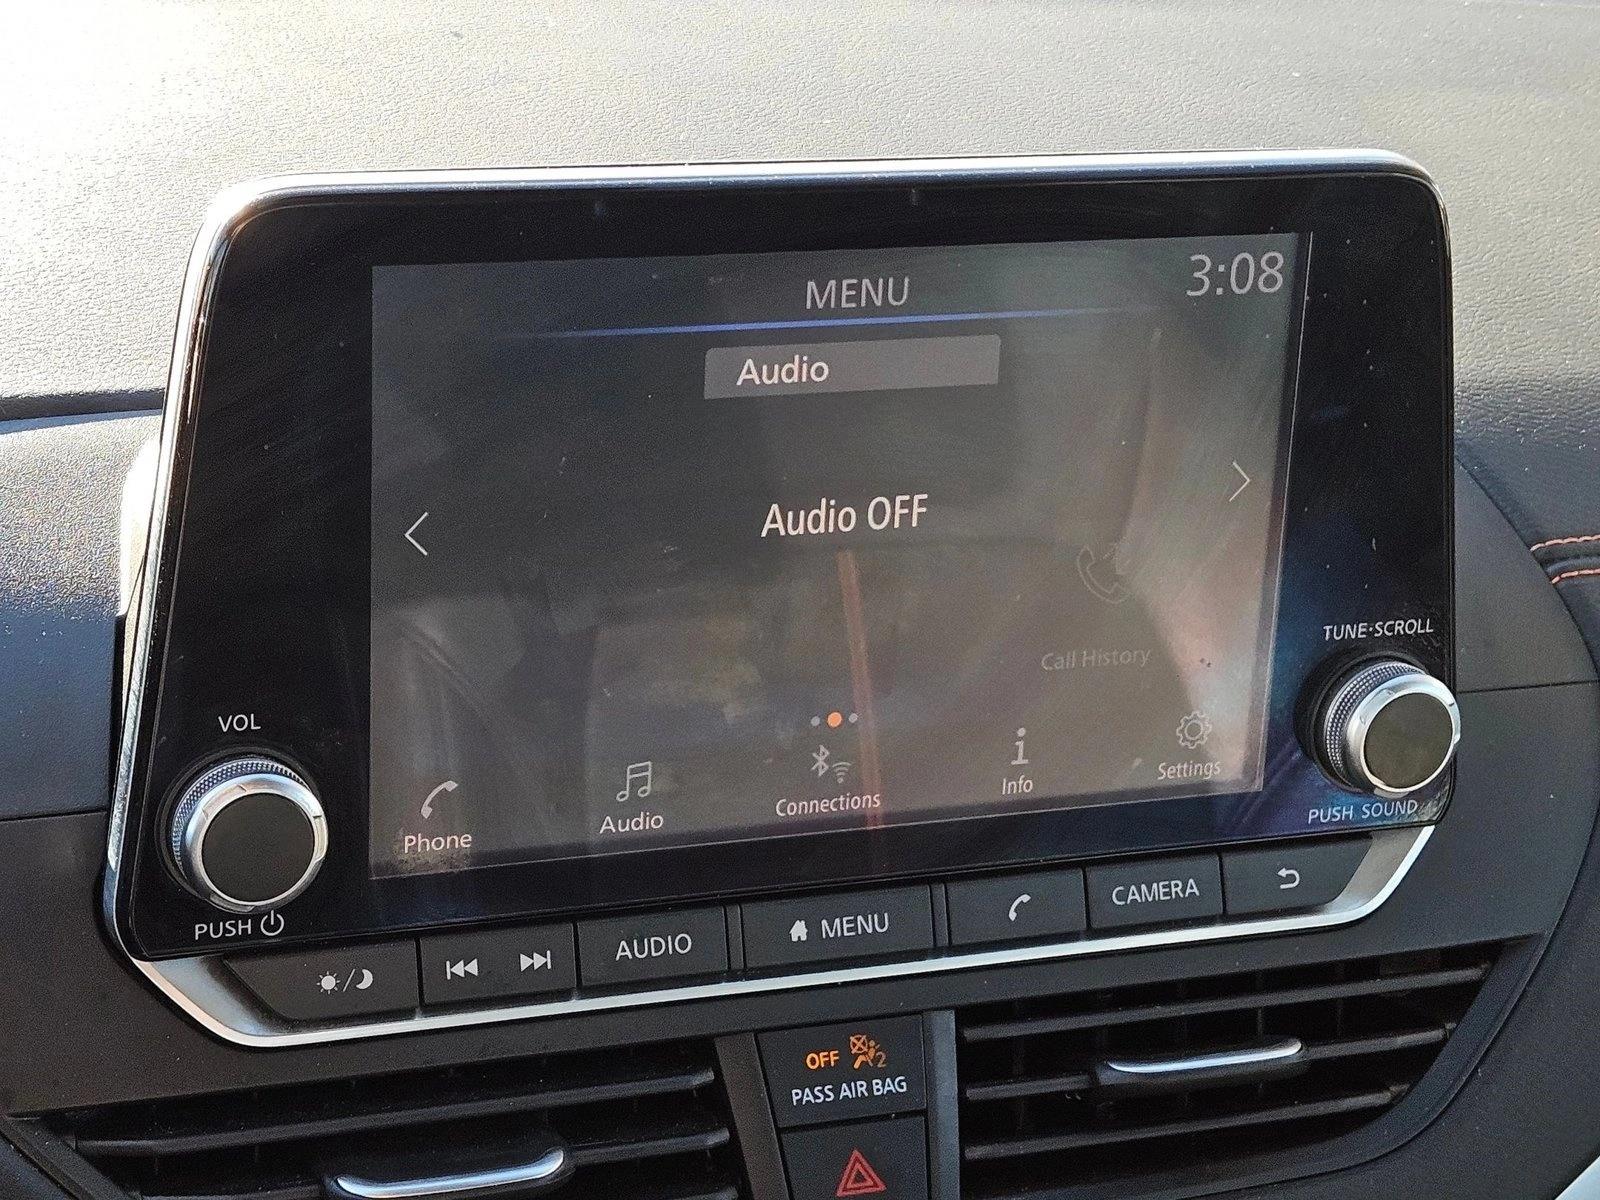 MENU
3:08
Audio
Audio OFF
Call History
Phone
Audio
Connections
Info
Settings
VOL
PUSH
TUNE·SCROLL
PUSH SOUND
AUDIO
MENU
CAMERA
OFF
2
PASS AIR BAG